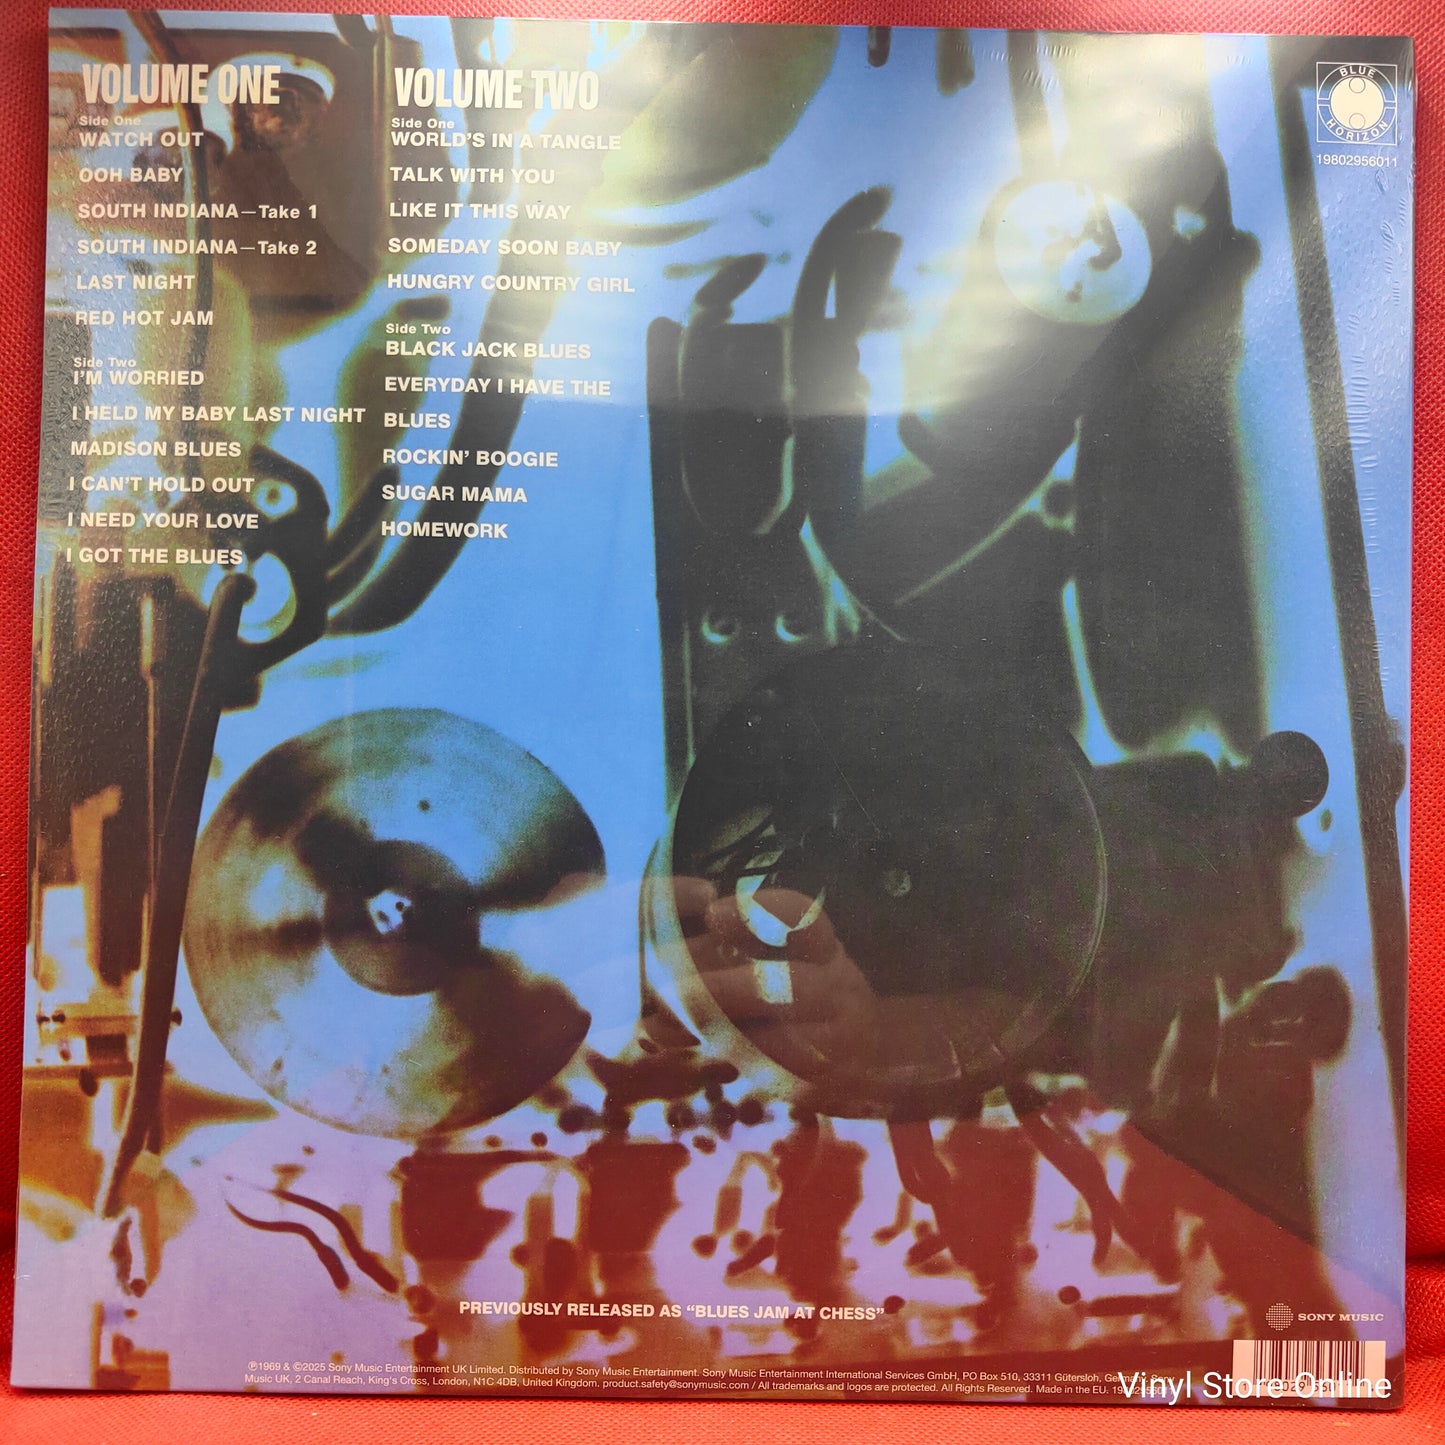 VOLUME ONE
Side One
WATCH OUT
OOH BABY
SOUTH INDIANA—Take 1
SOUTH INDIANA—Take 2
LAST NIGHT
RED HOT JAM
Side Two
I'M WORRIED
I HELD MY BABY LAST NIGHT
MADISON BLUES
I CAN'T HOLD OUT
I NEED YOUR LOVE
I GOT THE BLUES
VOLUME TWO
Side One
WORLD'S IN A TANGLE
TALK WITH YOU
LIKE IT THIS WAY
SOMEDAY SOON BABY
HUNGRY COUNTRY GIRL
Side Two
BLACK JACK BLUES
EVERYDAY I HAVE THE
BLUES
ROCKIN' BOOGIE
SUGAR MAMA
HOMEWORK
BLUE
HORIZON
19802956011
PREVIOUSLY RELEASED AS “BLUES JAM AT CHESS”
SONY MUSIC
℗1969 & ©2025 Sony Music Entertainment UK Limited. Distributed by Sony Music Entertainment. Sony Music Entertainment International Services GmbH, PO Box 510, 33311 Gütersloh, Germany. Sony
Music UK, 2 Canal Reach, King's Cross, London, N1C 4DB, United Kingdom. product.safety@sonymusic.com / All trademarks and logos are protected. All Rights Reserved. Made in the EU.
Vinyl Store Online